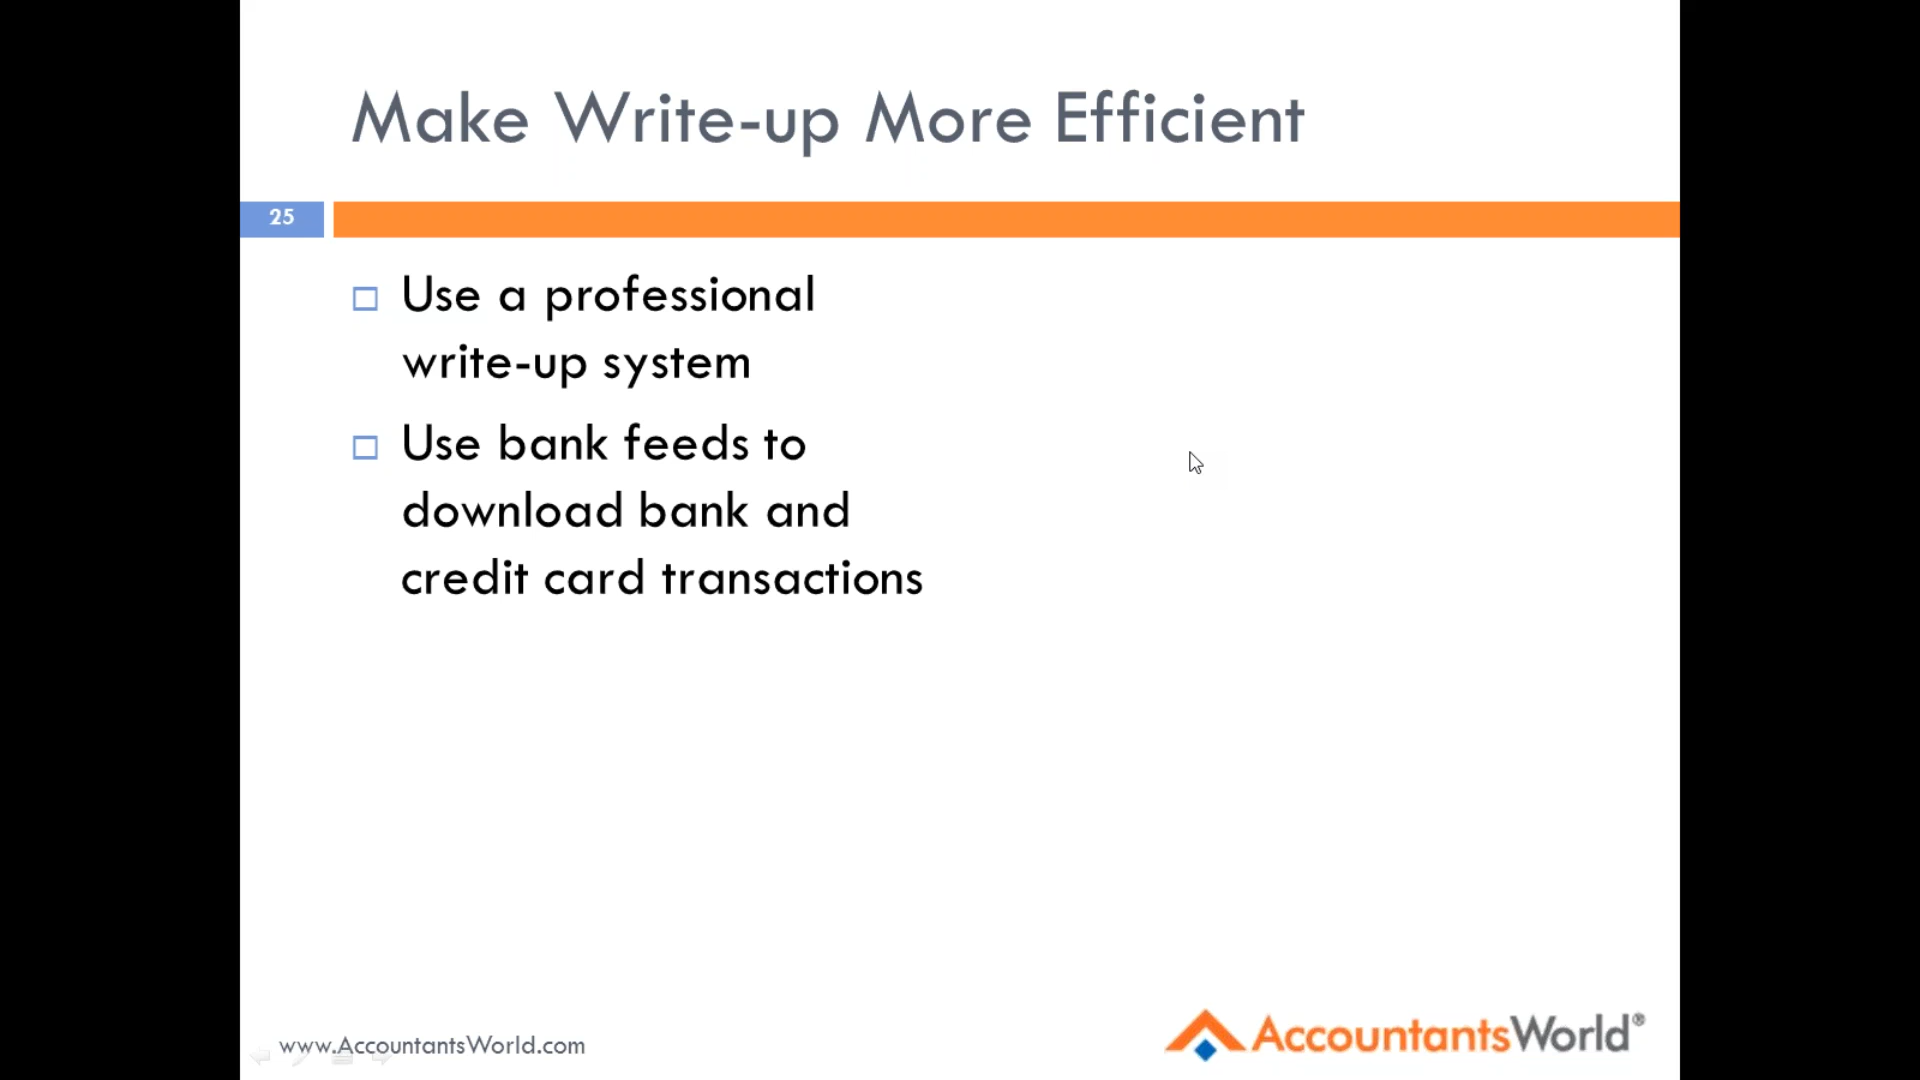 Make Write-up More Efficient
25
Use a professional
write-up system
Use bank feeds to
download bank and
credit card transactions
www.AccountantsWorld.com
AccountantsWorld®